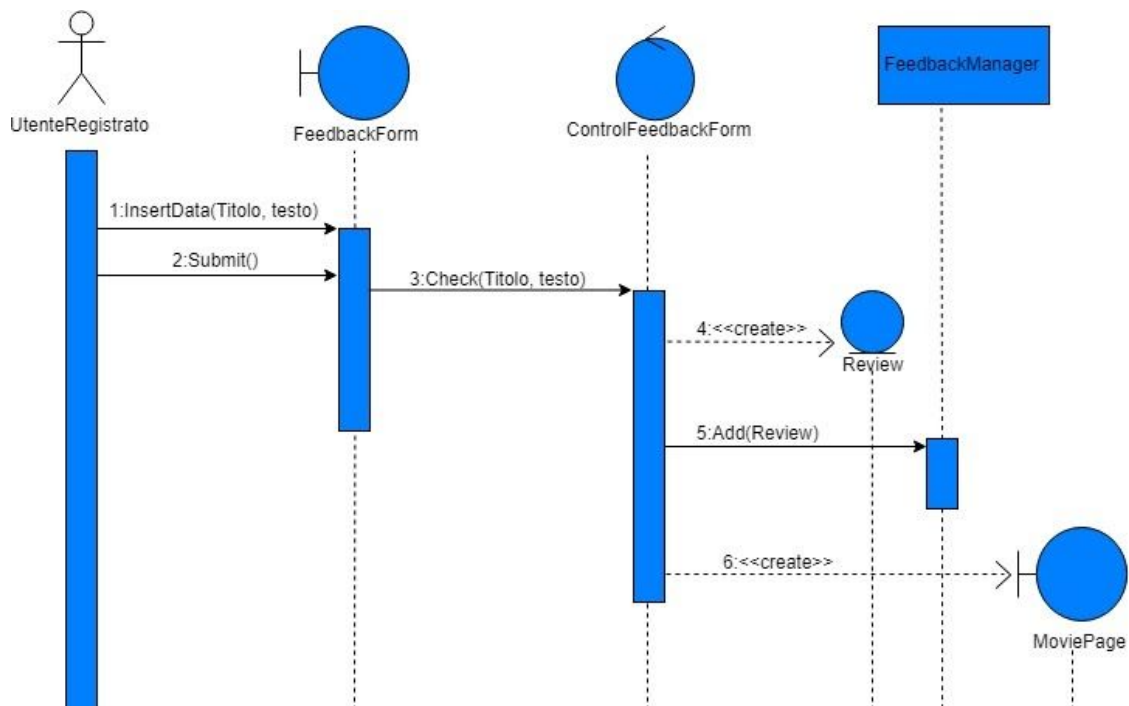 FeedbackManager
UtenteRegistrato
FeedbackForm
ControlFeedbackForm
1:InsertData(Titolo, testo)
2:Submit()
3:Check(Titolo, testo)
4:<<create>>
Review
5:Add(Review)
6:<<create>>
MoviePage